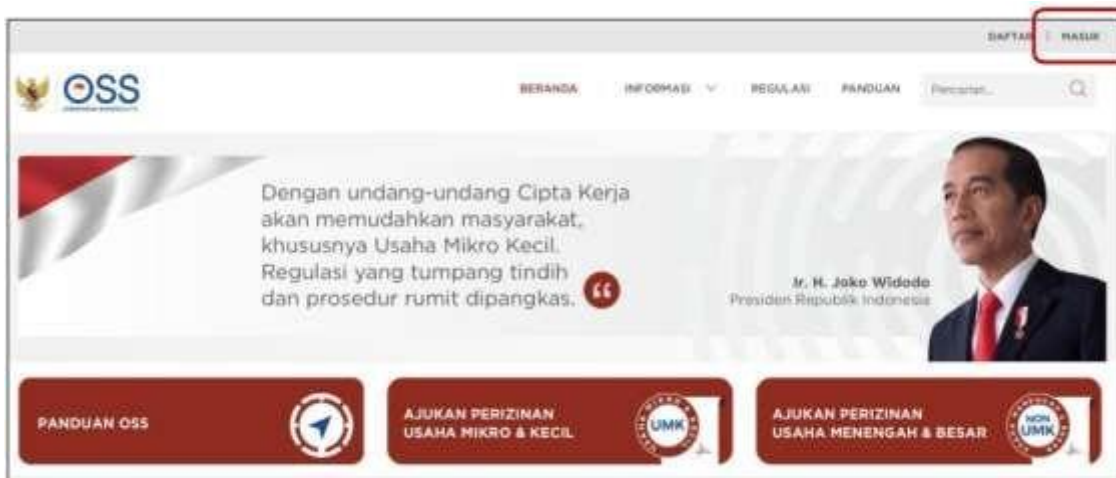 DAFTAR | MASUK
OSS
BERANDA INFORMASI REGULASI PANDUAN Pencarian...
Dengan undang-undang Cipta Kerja
akan memudahkan masyarakat,
khususnya Usaha Mikro Kecil.
Regulasi yang tumpang tindih
dan prosedur rumit dipangkas.
Ir. H. Joko Widodo
Presiden Republik Indonesia
PANDUAN OSS
AJUKAN PERIZINAN
USAHA MIKRO & KECIL
UMK
AJUKAN PERIZINAN
USAHA MENENGAH & BESAR
NON
UMK